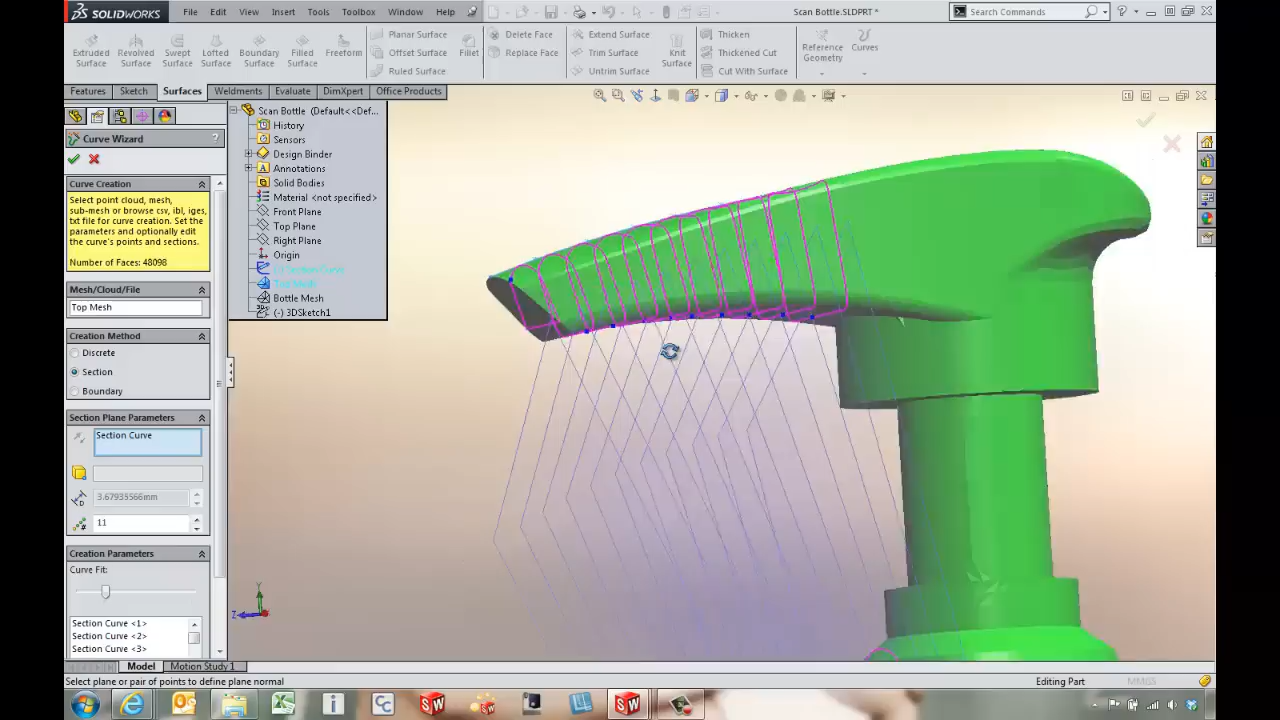 SOLIDWORKS
File Edit View Insert Tools Toolbox Window Help
Scan Bottle.SLDPRT *
Search Commands
Extruded Surface
Revolved Surface
Swept Surface
Lofted Surface
Boundary Surface
Filled Surface
Freeform
Planar Surface
Offset Surface
Ruled Surface
Fillet
Delete Face
Replace Face
Extend Surface
Trim Surface
Untrim Surface
Knit Surface
Thicken
Thickened Cut
Cut With Surface
Reference Geometry
Curves
Features Sketch Surfaces Weldments Evaluate DimXpert Office Products
Curve Wizard ?
Curve Creation
Select point cloud, mesh,
sub-mesh or browse csv, ibl, iges,
txt file for curve creation. Set the
parameters and optionally edit
the curve's points and sections.
Number of Faces: 48098
Mesh/Cloud/File
Top Mesh
Creation Method
Discrete
Section
Boundary
Section Plane Parameters
Section Curve
3.67935566mm
11
Creation Parameters
Curve Fit:
Section Curve <1>
Section Curve <2>
Section Curve <3>
Scan Bottle (Default<<Def...
History
Sensors
Design Binder
Annotations
Solid Bodies
Material <not specified>
Front Plane
Top Plane
Right Plane
Origin
(-) Section Curve
Top Mesh
Bottle Mesh
(-) 3DSketch1
Y
Z
Model Motion Study 1
Select plane or pair of points to define plane normal
Editing Part
MMGS